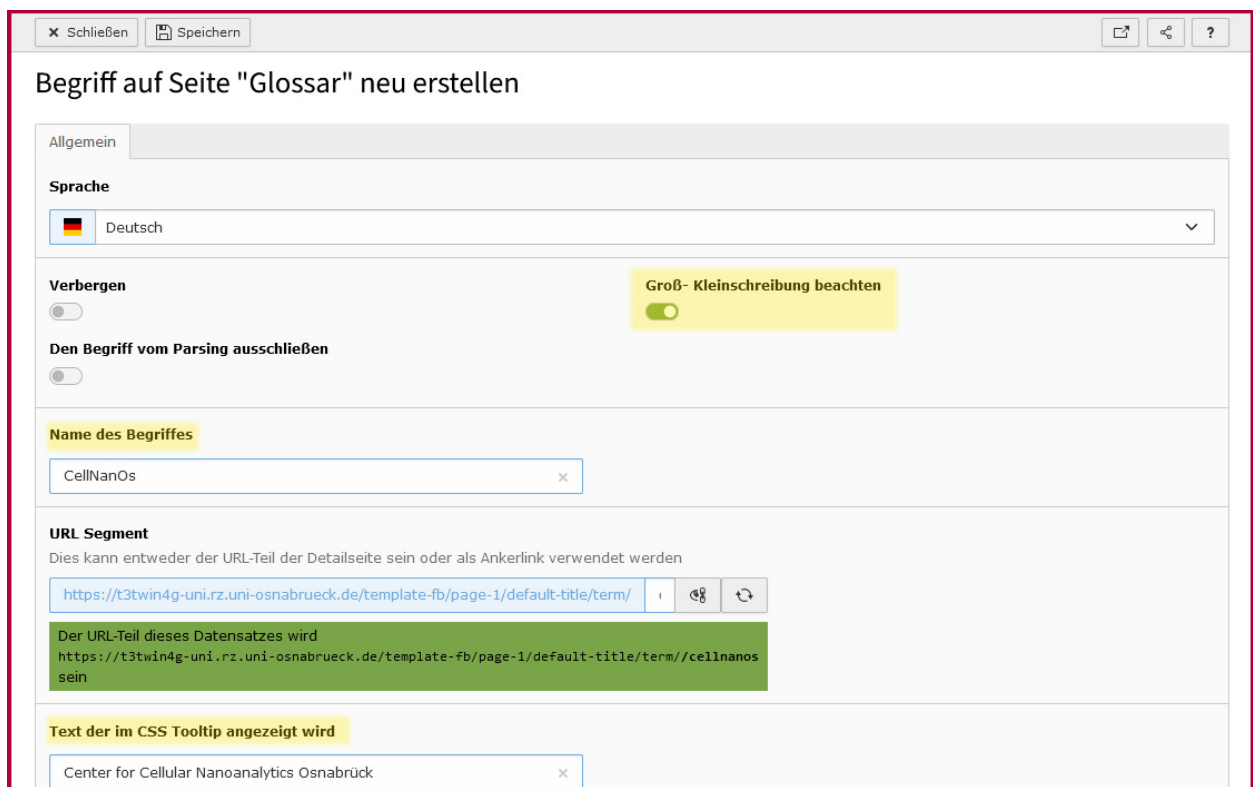 Schließen Speichern ?
Begriff auf Seite "Glossar" neu erstellen
Allgemein
Sprache
Deutsch
Verbergen Groß- Kleinschreibung beachten
Den Begriff vom Parsing ausschließen
Name des Begriffes
CellNanOs
URL Segment
Dies kann entweder der URL-Teil der Detailseite sein oder als Ankerlink verwendet werden
https://t3twin4g-uni.rz.uni-osnabrueck.de/template-fb/page-1/default-title/term/
Der URL-Teil dieses Datensatzes wird
https://t3twin4g-uni.rz.uni-osnabrueck.de/template-fb/page-1/default-title/term//cellnanos
sein
Text der im CSS Tooltip angezeigt wird
Center for Cellular Nanoanalytics Osnabrück